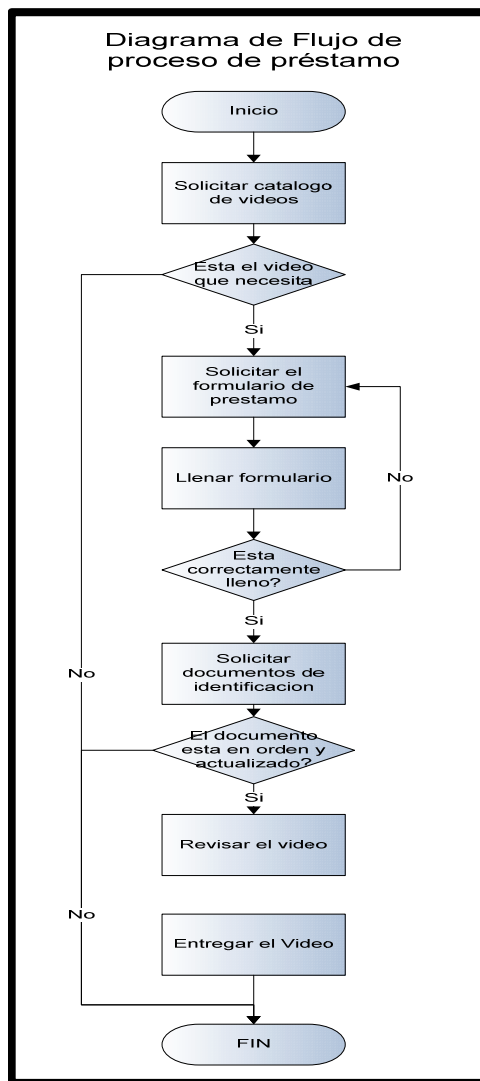 Diagrama de Flujo de
proceso de préstamo
Inicio
Solicitar catalogo
de videos
Esta el video
que necesita
Si
Solicitar el
formulario de
prestamo
Llenar formulario
No
Esta
correctamente
lleno?
Si
Solicitar
documentos de
identificacion
No
El documento
esta en orden y
actualizado?
Si
Revisar el video
No
Entregar el Video
FIN